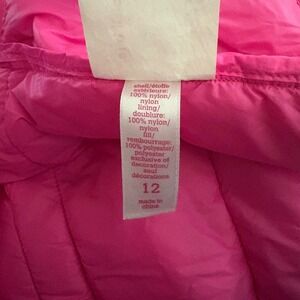 shell/étoffe
extérieure:
100% nylon/
nylon
lining/
doublure:
100% nylon/
nylon
fill/
rembourrage:
100% polyester/
polyester
exclusive of
decoration/
sauf
décorations
12
made in
china